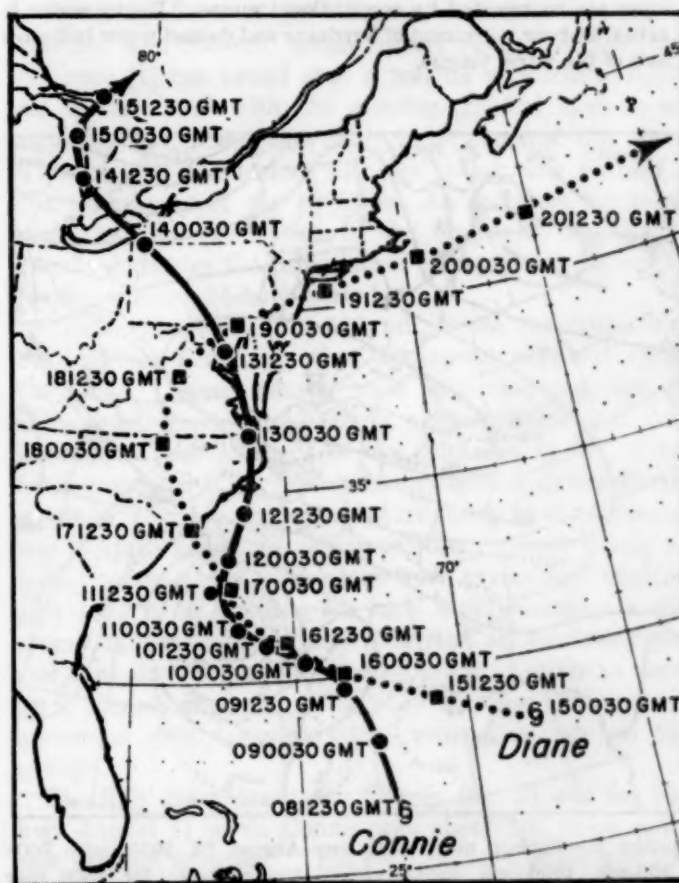 80
45
151230 GMT
150030 GMT
141230 GMT
140030 GMT
201230 GMT
200030 GMT
191230 GMT
190030 GMT
131230 GMT
181230 GMT
130030 GMT
180030 GMT
35°
121230 GMT
171230 GMT
120030 GMT
70°
111230 GMT
170030 GMT
110030 GMT
161230 GMT
101230 GMT
100030 GMT
160030 GMT
151230 GMT
091230 GMT
150030 GMT
Diane
090030 GMT
081230 GMT
Connie
25°